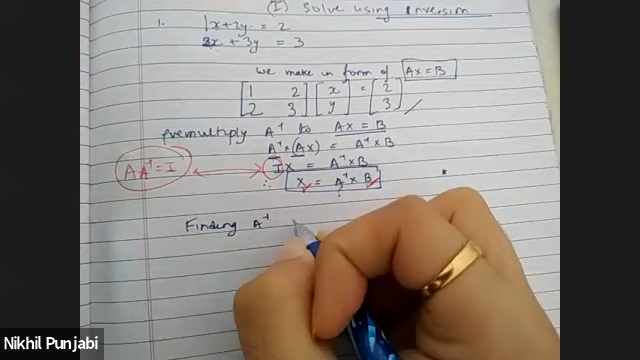 (I) Solve using inversion
1. 1x + 2y = 2
2x + 3y = 3
We make in form of AX = B
[1 2 2 3] [x y] = [2 3]
premultiply A⁻¹ to AX = B
A⁻¹ × (AX) = A⁻¹ × B
AA⁻¹ = I IX = A⁻¹ × B
∴ X = A⁻¹ × B
?
Finding A⁻¹
Nikhil Punjabi